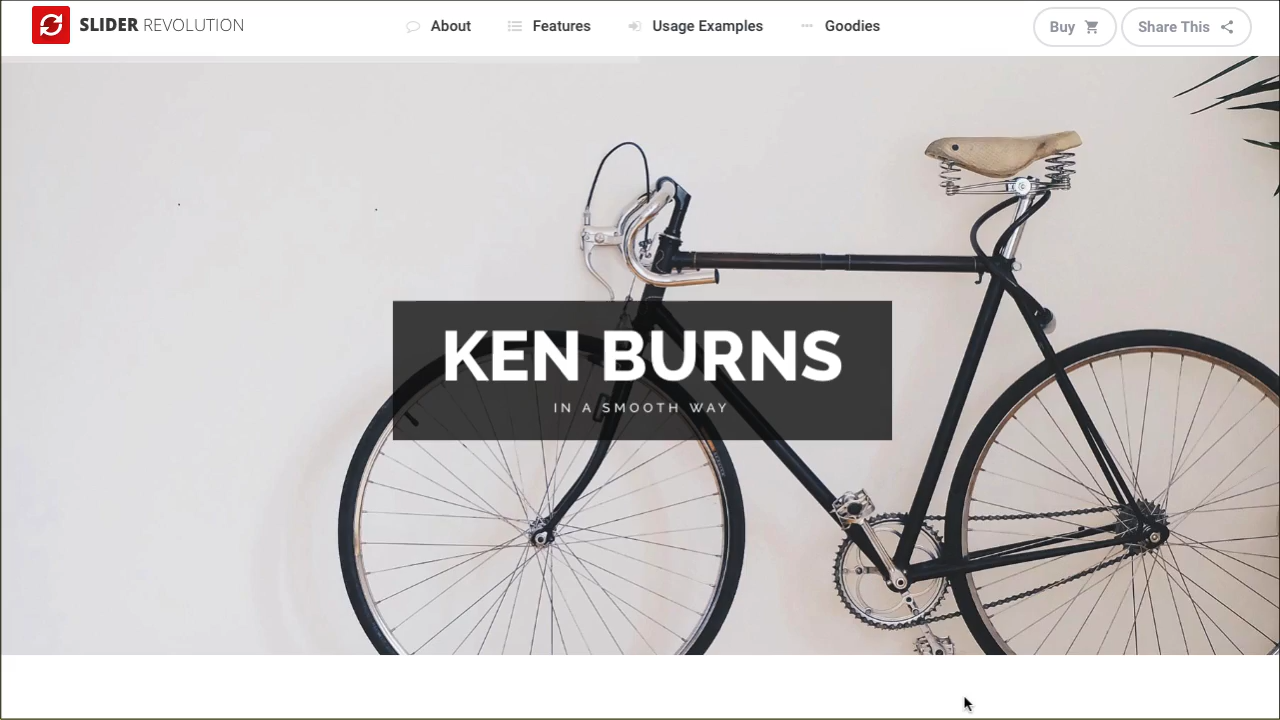 SLIDER REVOLUTION
About
Features
Usage Examples
Goodies
Buy
Share This
KEN BURNS
IN A SMOOTH WAY